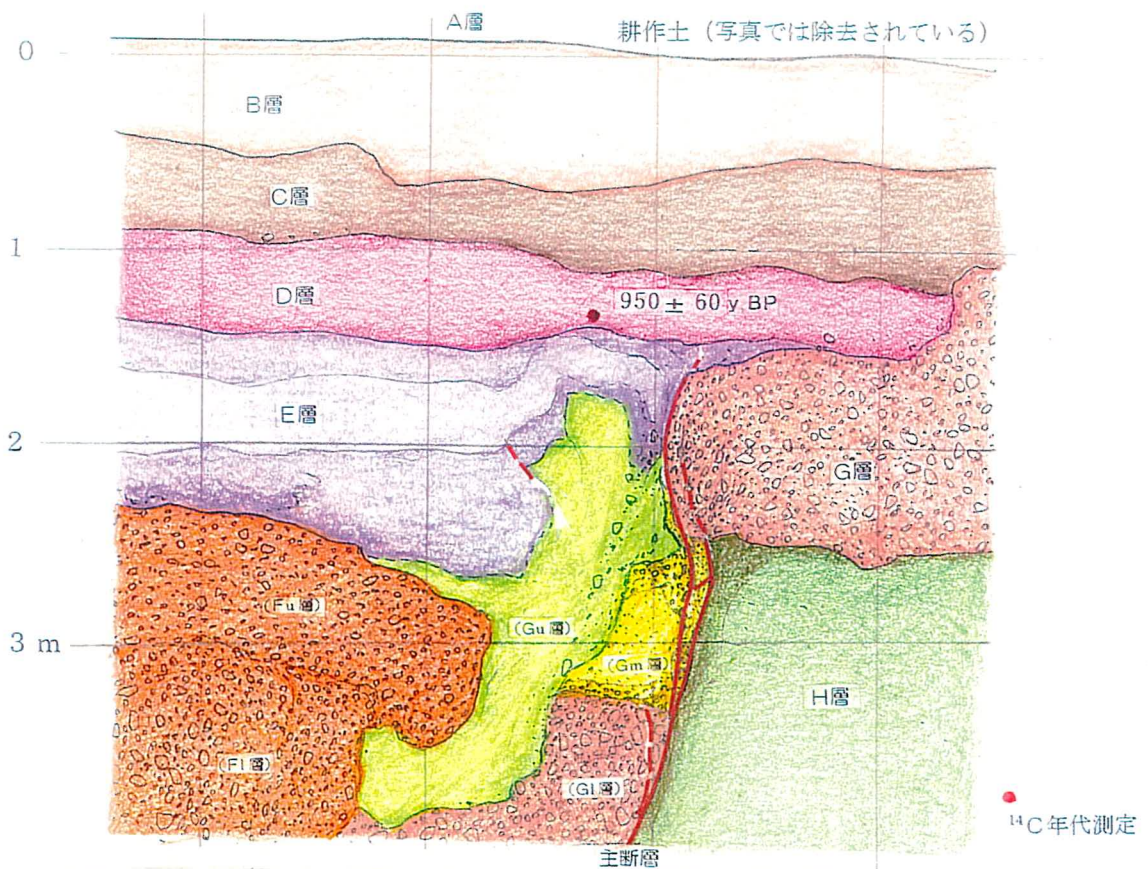 A層
耕作土 (写真では除去されている)
0
B層
C層
1
D層
950 ± 60 y BP
E層
2
G層
(Fu層)
(Gu層)
3 m
(Gm層)
H層
(Fl層)
(Gl層)
14C年代測定
主断層